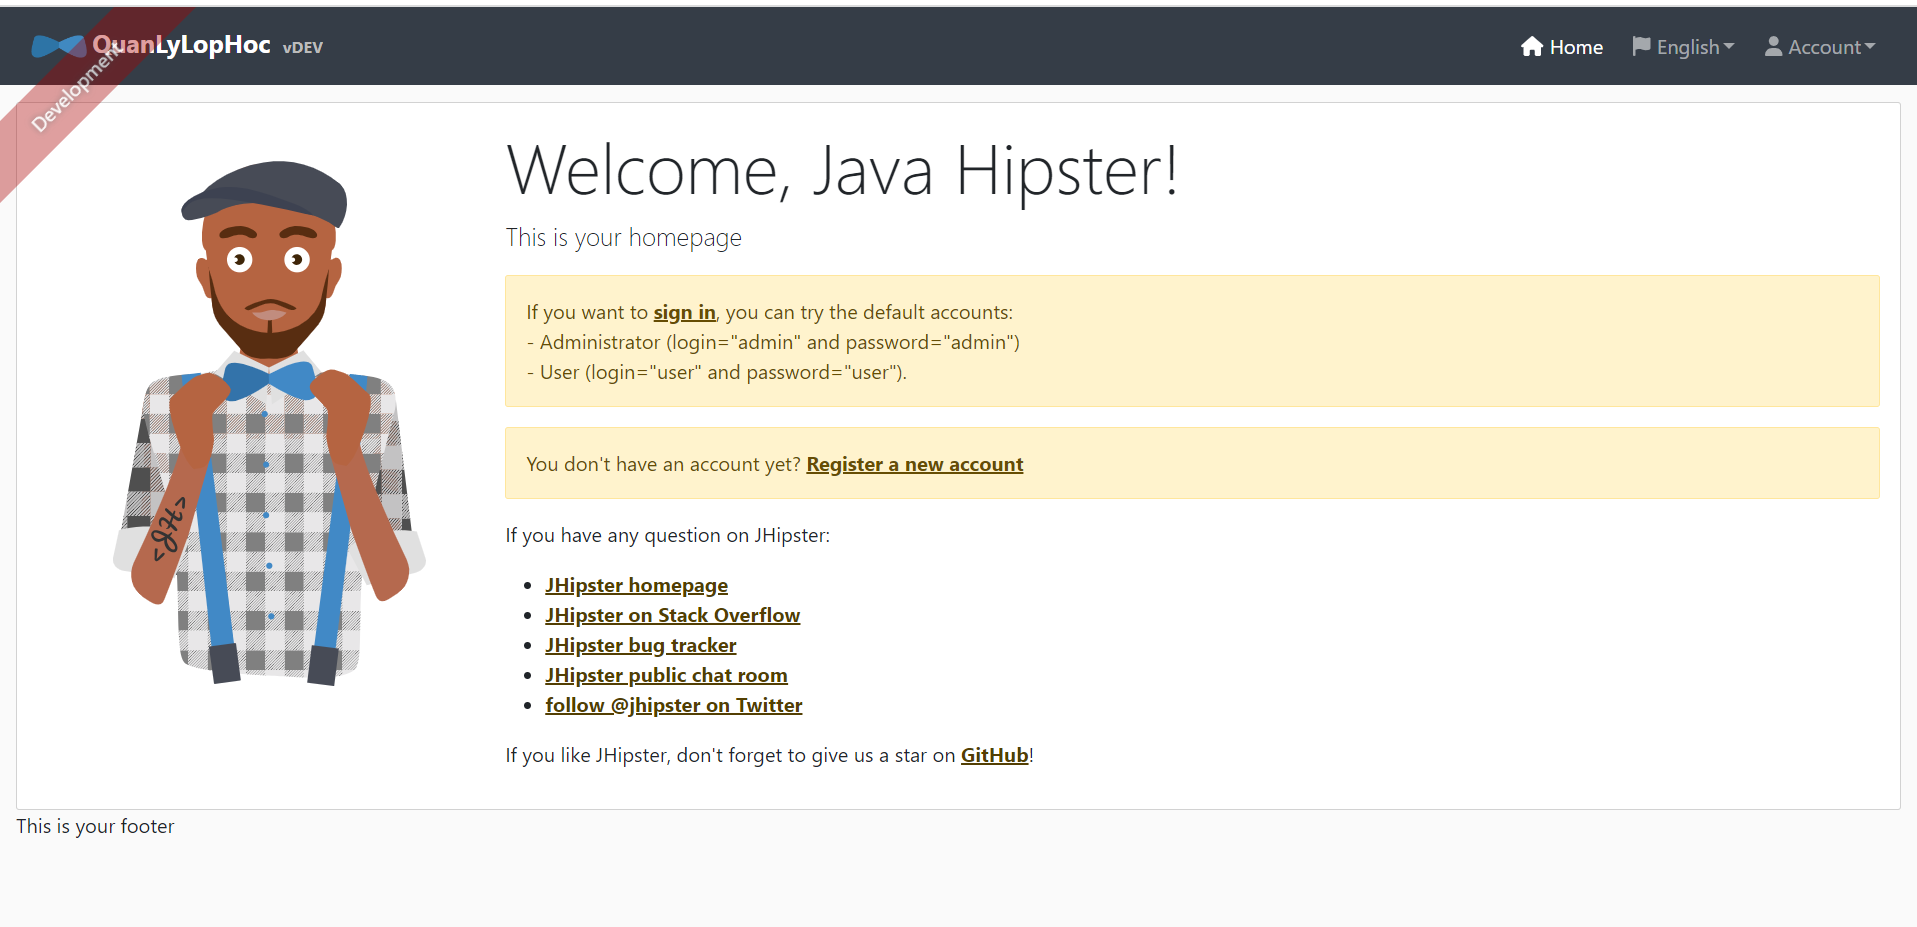 QuanLyLopHoc vDEV
Home
English
Account
Development
Welcome, Java Hipster!
This is your homepage
If you want to sign in, you can try the default accounts:
- Administrator (login="admin" and password="admin")
- User (login="user" and password="user").
You don't have an account yet? Register a new account
If you have any question on JHipster:
• JHipster homepage
• JHipster on Stack Overflow
• JHipster bug tracker
• JHipster public chat room
• follow @jhipster on Twitter
If you like JHipster, don't forget to give us a star on GitHub!
<JH>
This is your footer